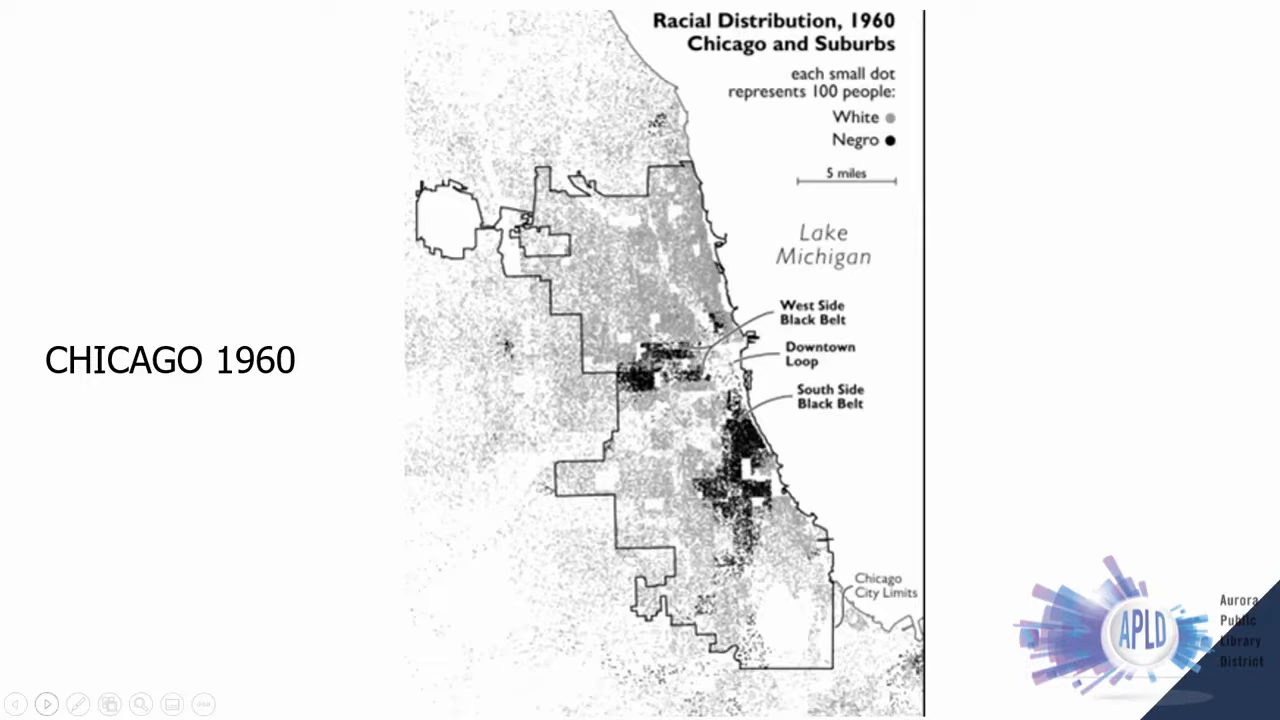 Racial Distribution, 1960
Chicago and Suburbs
each small dot
represents 100 people:
White
Negro
5 miles
Lake
Michigan
West Side
Black Belt
Downtown
Loop
CHICAGO 1960
South Side
Black Belt
Chicago
City Limits
APLD
Aurora
Public
Library
District